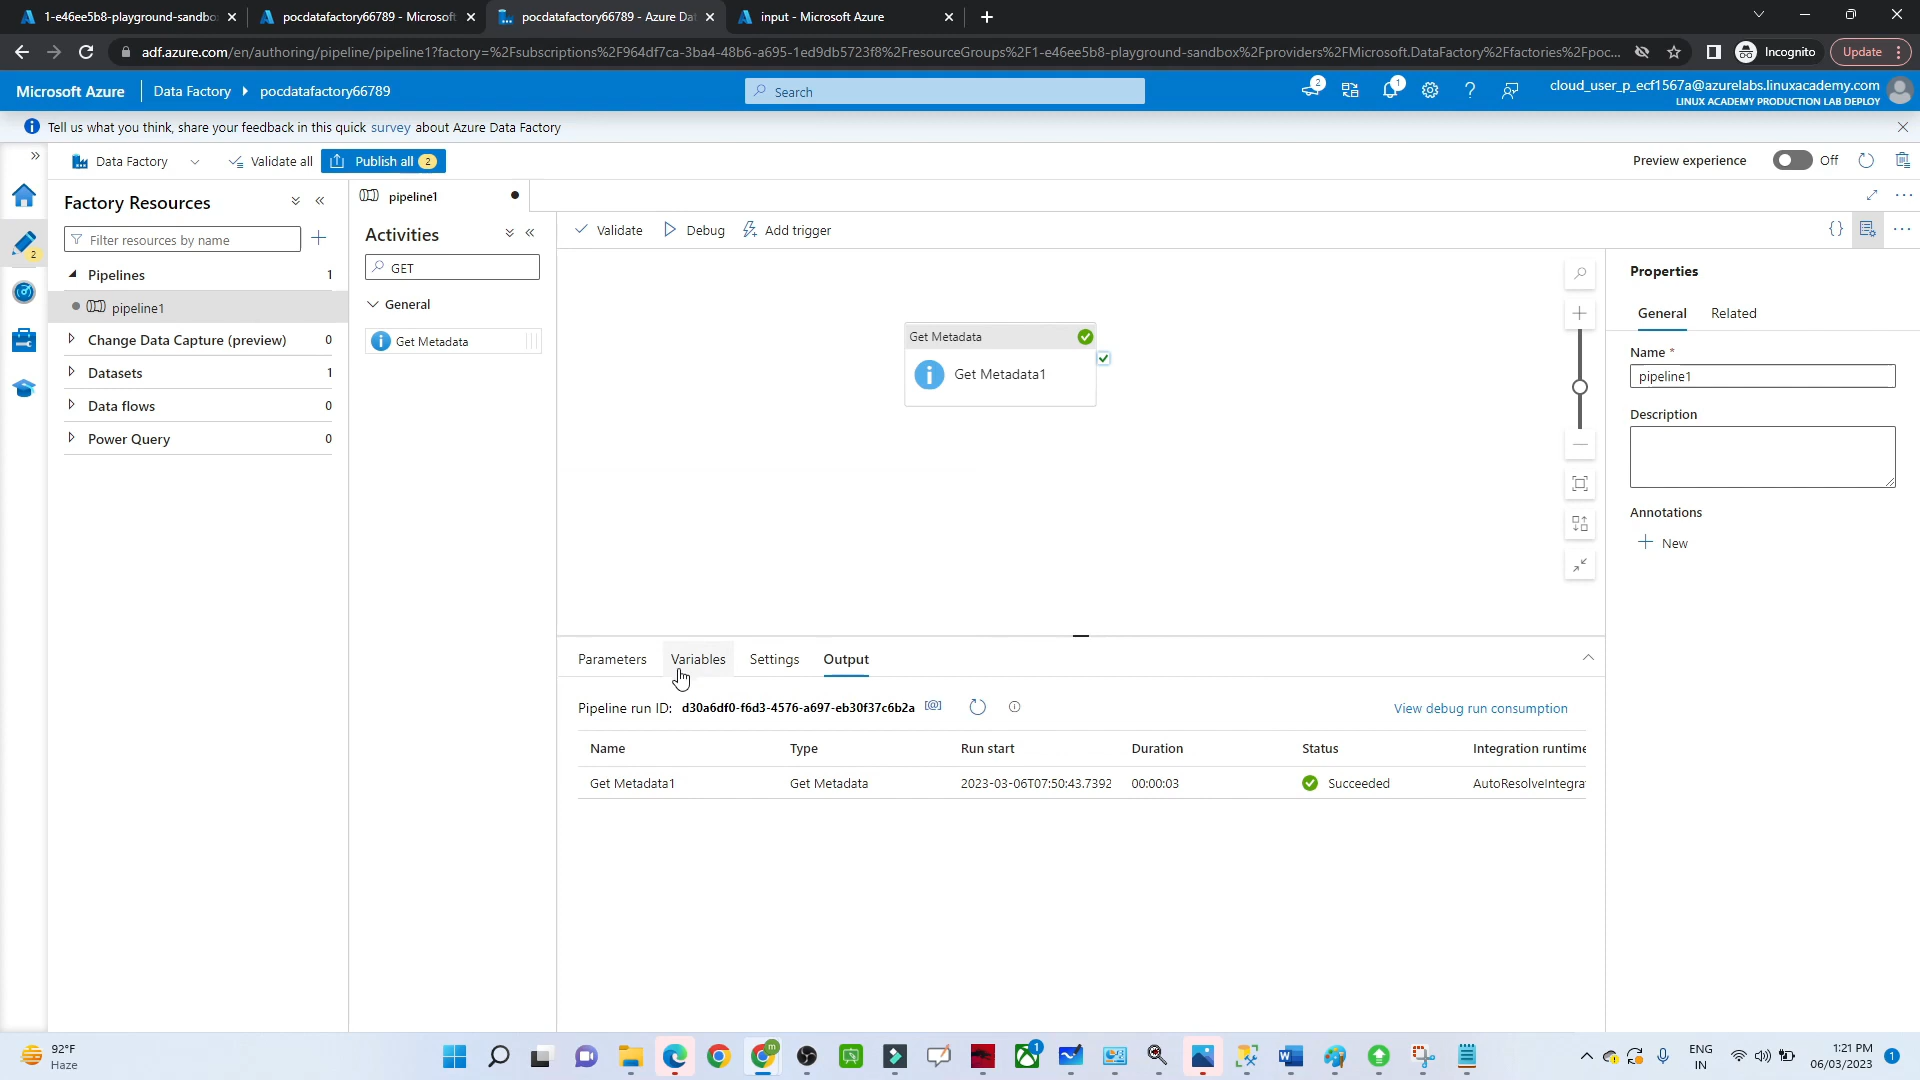 1-e46ee5b8-playground-sandbo
pocdatafactory66789 - Microsoft
pocdatafactory66789 - Azure Dat
input - Microsoft Azure
adf.azure.com/en/authoring/pipeline/pipeline1?factory=%2Fsubscriptions%2F964df7ca-3ba4-48b6-a695-1ed9db5723f8%2FresourceGroups%2F1-e46ee5b8-playground-sandbox%2Fproviders%2FMicrosoft.DataFactory%2Ffactories%2Fpoc...
Incognito
Update
Microsoft Azure
Data Factory
pocdatafactory66789
Search
2
1
cloud_user_p_ecf1567a@azurelabs.linuxacademy.com
LINUX ACADEMY PRODUCTION LAB DEPLOY
Tell us what you think, share your feedback in this quick survey about Azure Data Factory
Data Factory
Validate all
Publish all 2
Preview experience
Off
Factory Resources
pipeline1
Filter resources by name
2
Pipelines 1
pipeline1
Change Data Capture (preview) 0
Datasets 1
Data flows 0
Power Query 0
Activities
GET
General
Get Metadata
Validate
Debug
Add trigger
{}
Get Metadata
Get Metadata1
Properties
General
Related
Name *
pipeline1
Description
Annotations
New
Parameters
Variables
Settings
Output
Pipeline run ID: d30a6df0-f6d3-4576-a697-eb30f37c6b2a
View debug run consumption
Name Type Run start Duration Status Integration runtime
Get Metadata1 Get Metadata 2023-03-06T07:50:43.7392 00:00:03 Succeeded AutoResolveIntegra
92°F
Haze
1
ENG
IN
1:21 PM
06/03/2023
1